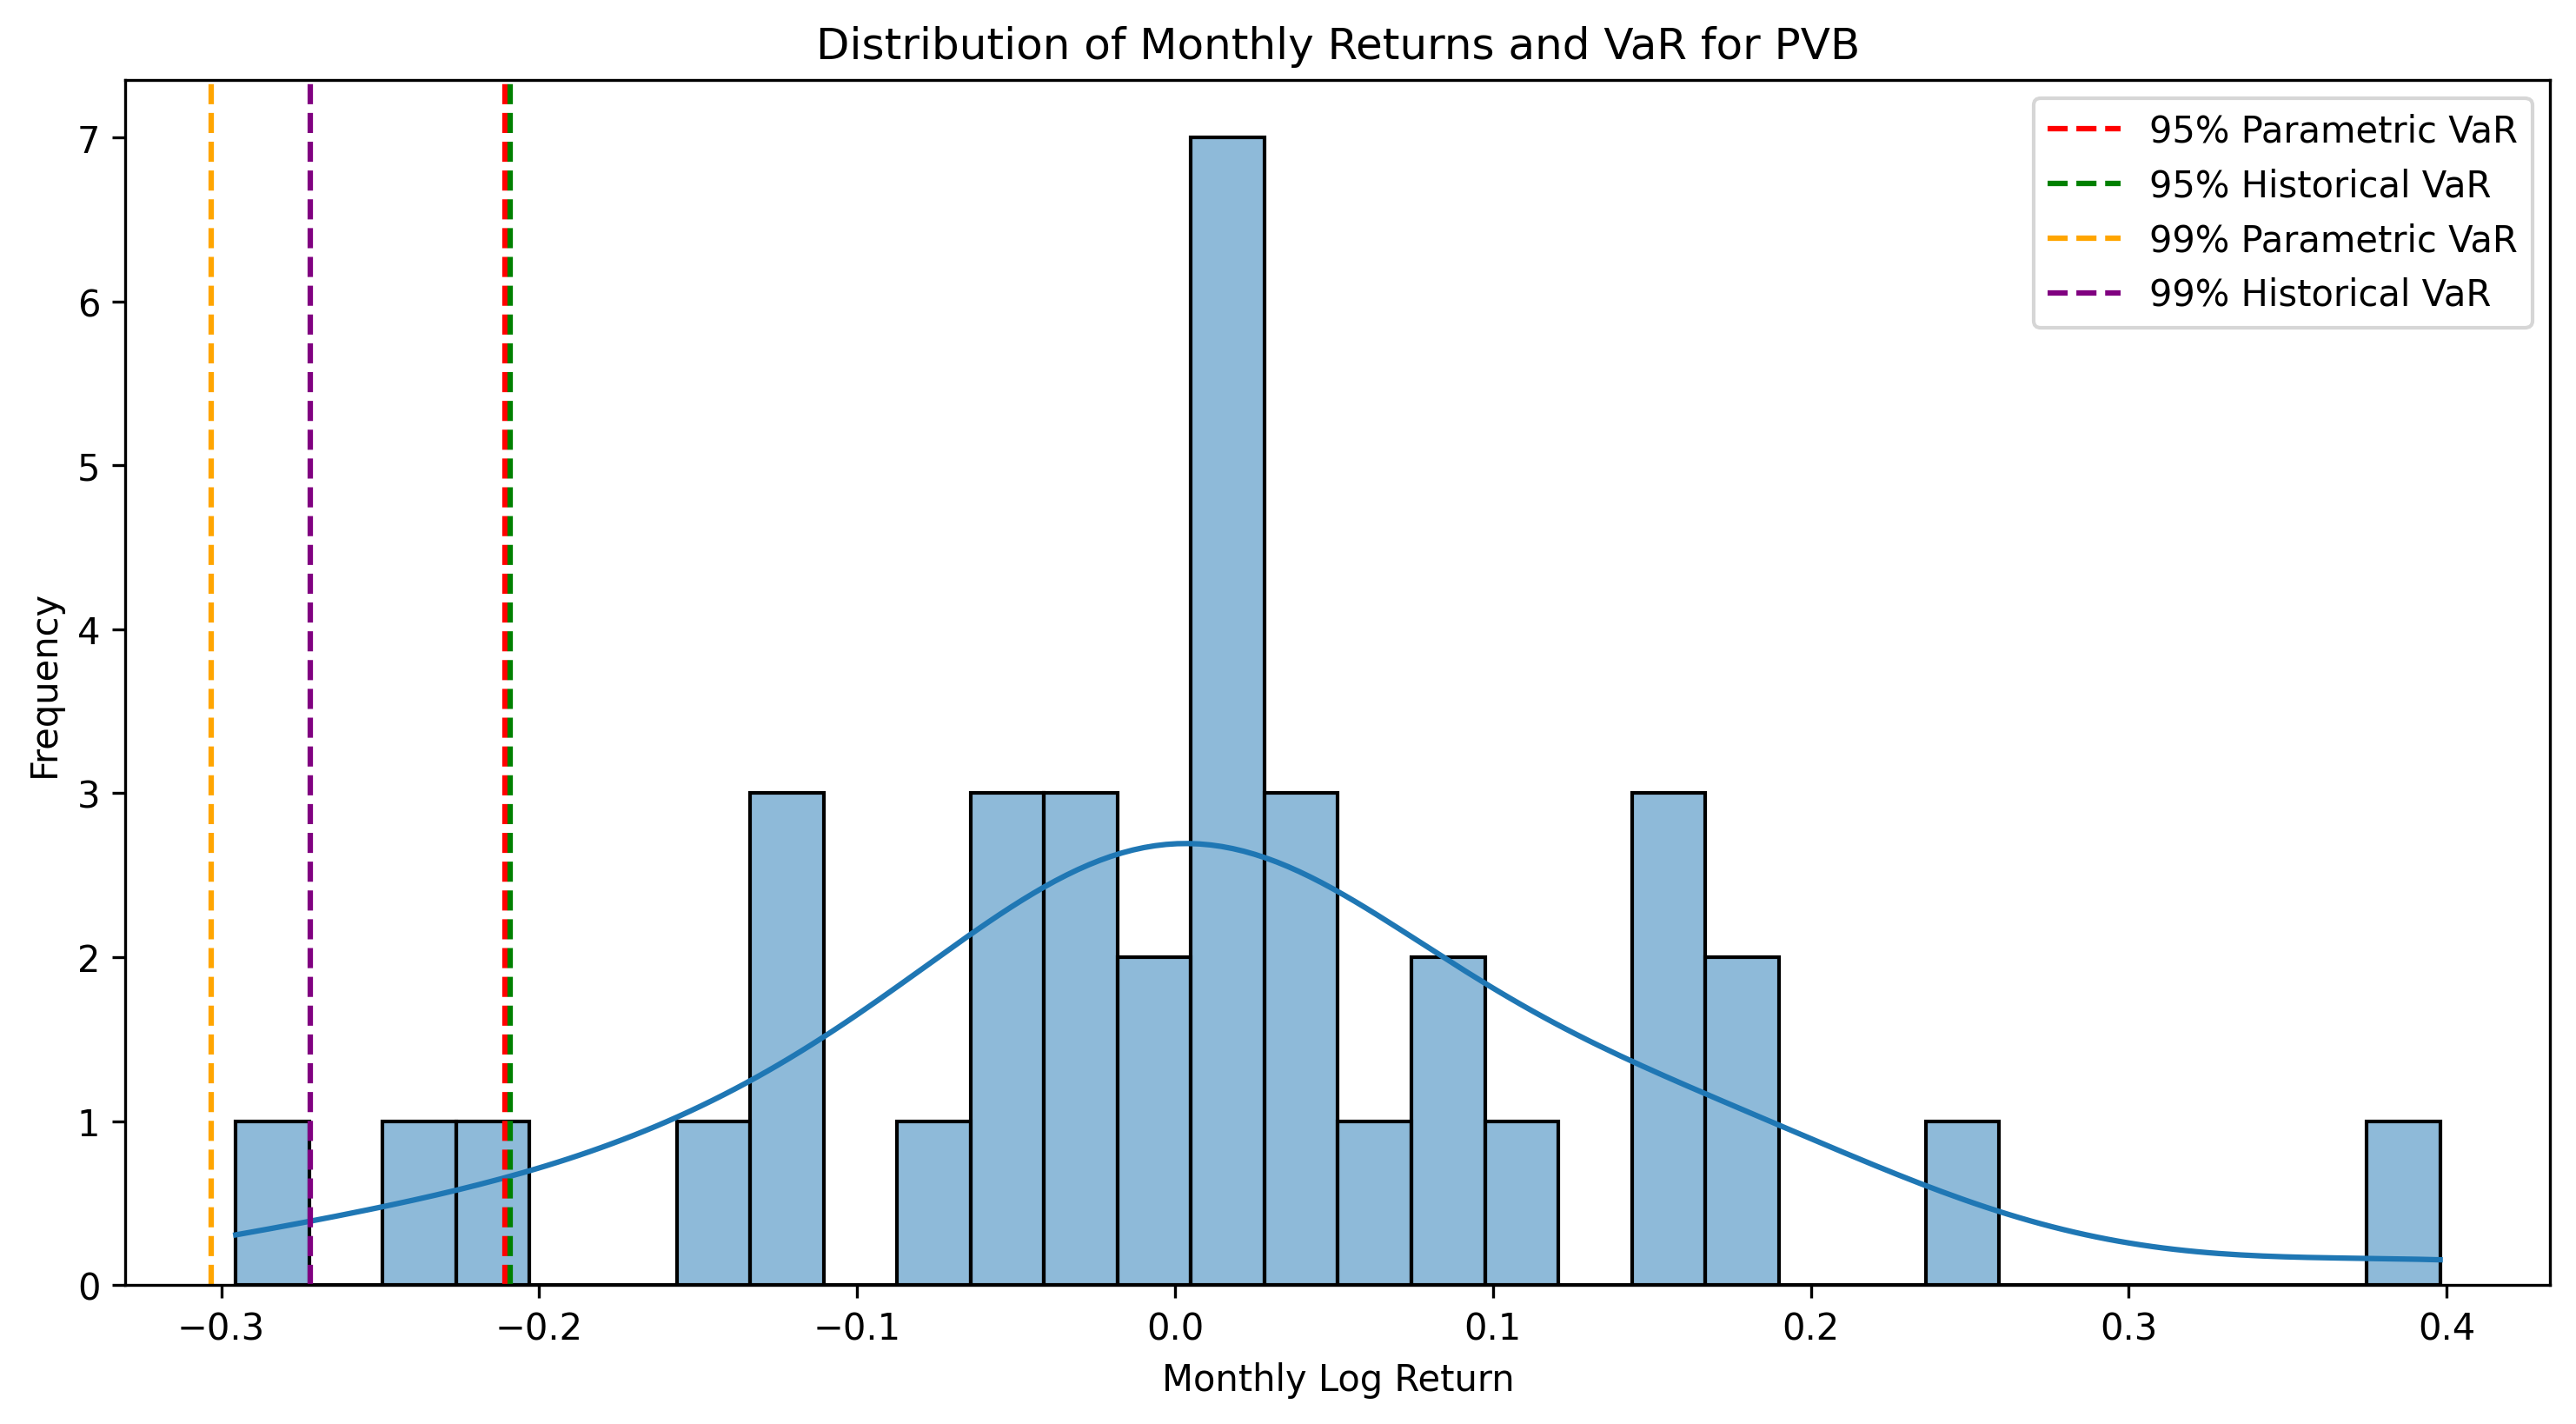 Distribution of Monthly Returns and VaR for PVB
95% Parametric VaR
95% Historical VaR
99% Parametric VaR
99% Historical VaR
Frequency
7
6
5
4
3
2
1
0
−0.3 −0.2 −0.1 0.0 0.1 0.2 0.3 0.4
Monthly Log Return